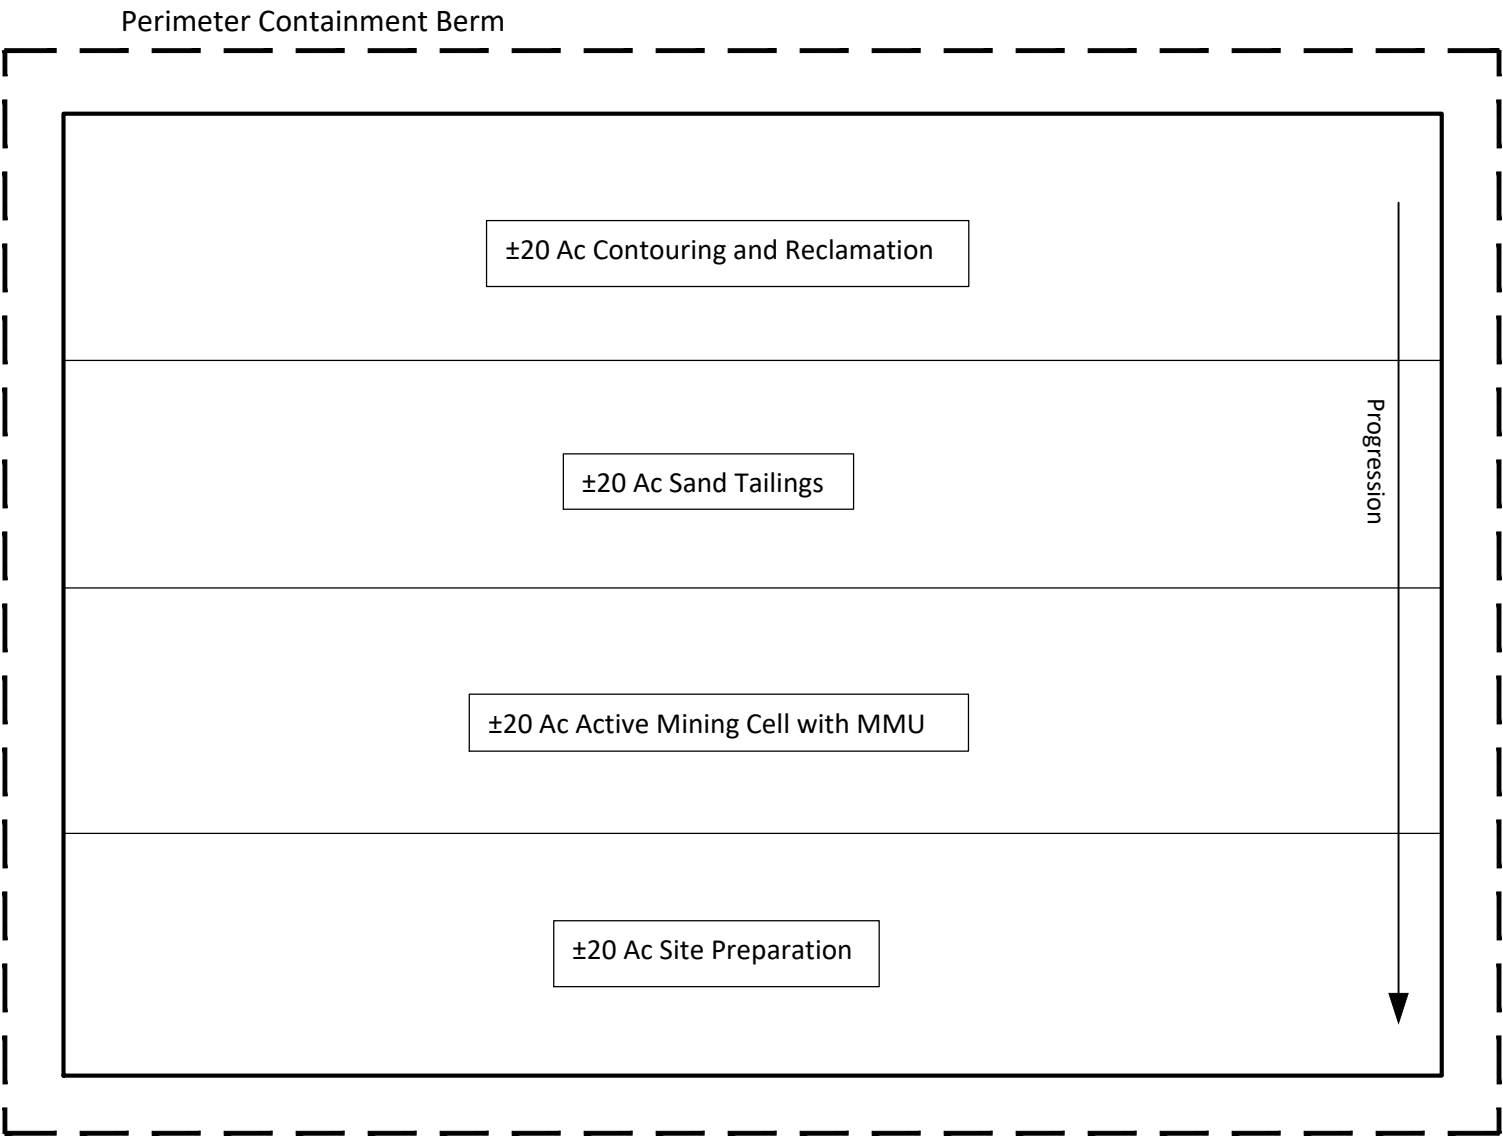 Perimeter Containment Berm
±20 Ac Contouring and Reclamation
Progression
±20 Ac Sand Tailings
±20 Ac Active Mining Cell with MMU
±20 Ac Site Preparation